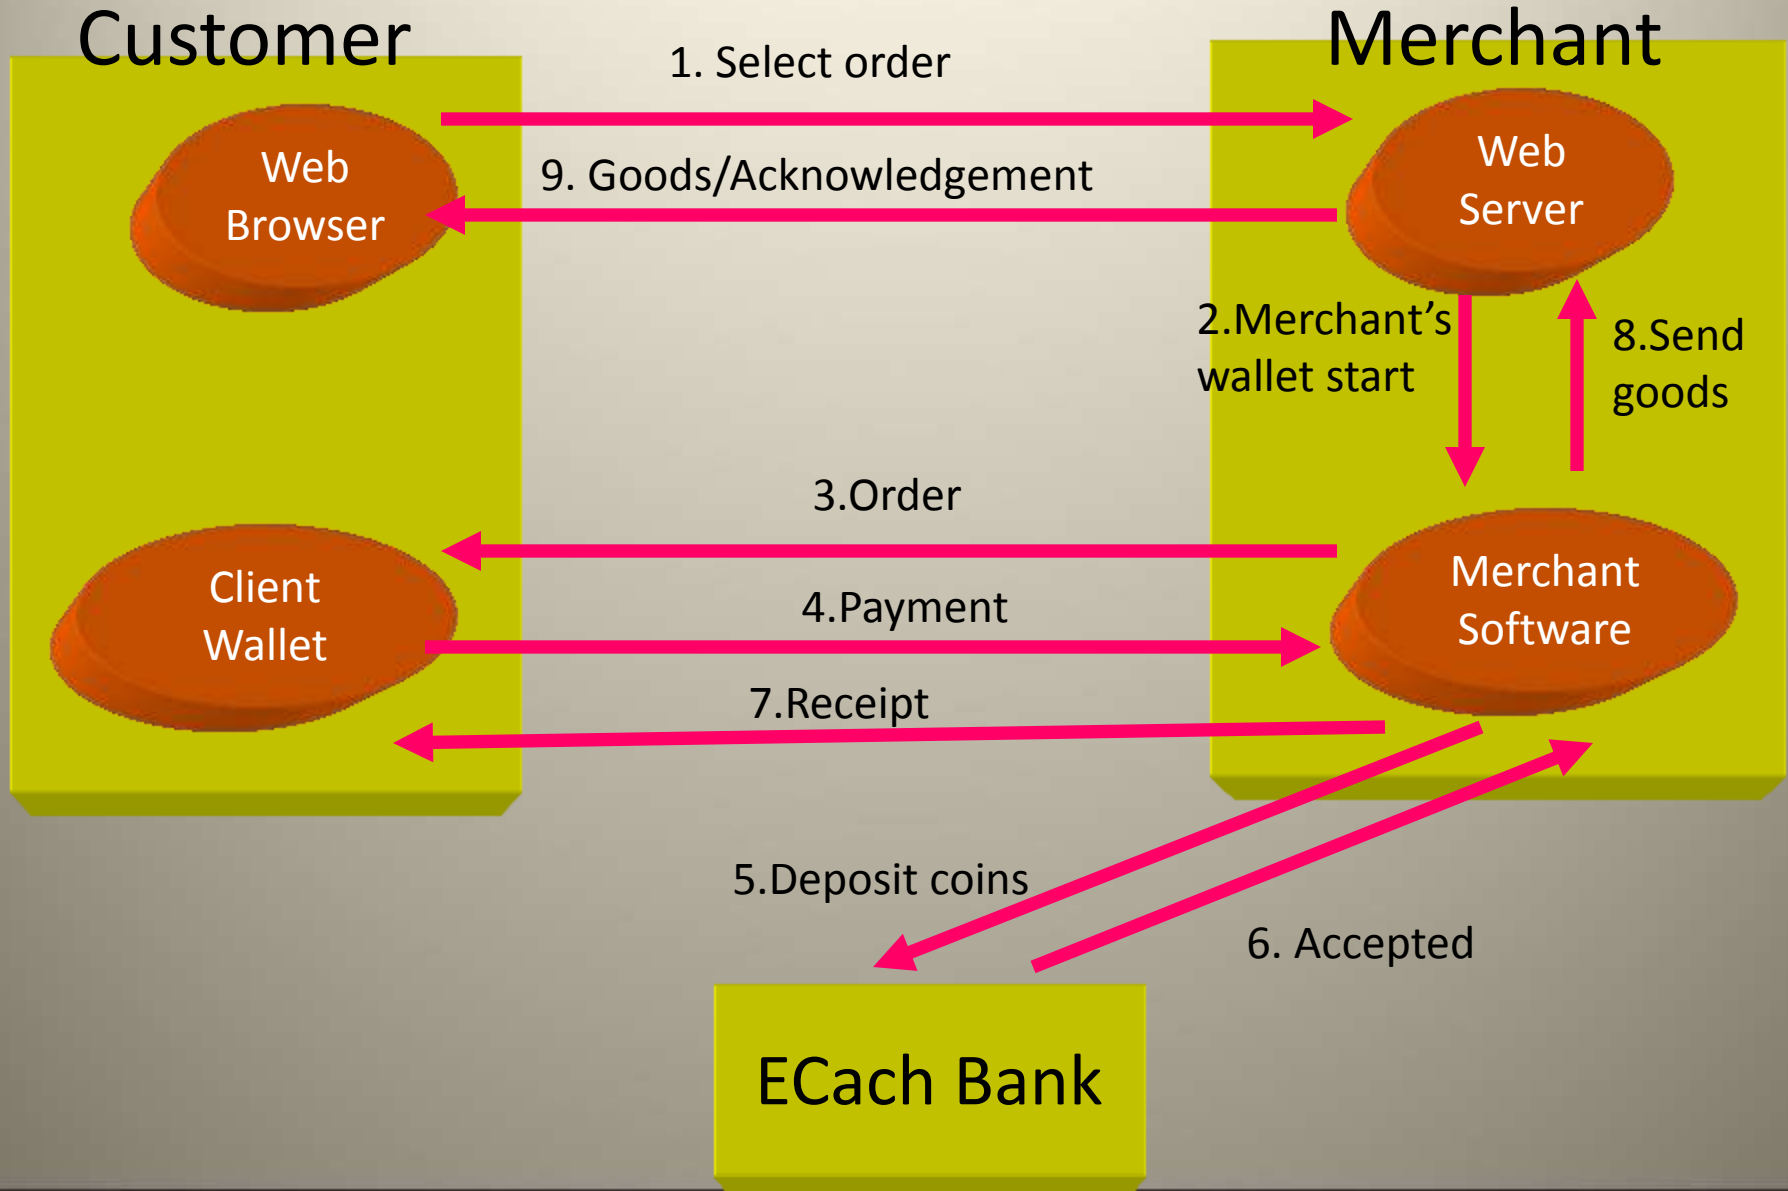 Customer
Merchant
1. Select order
Web
Browser
9. Goods/Acknowledgement
Web
Server
2.Merchant’s
wallet start
8.Send
goods
3.Order
Client
Wallet
4.Payment
Merchant
Software
7.Receipt
5.Deposit coins
6. Accepted
ECach Bank